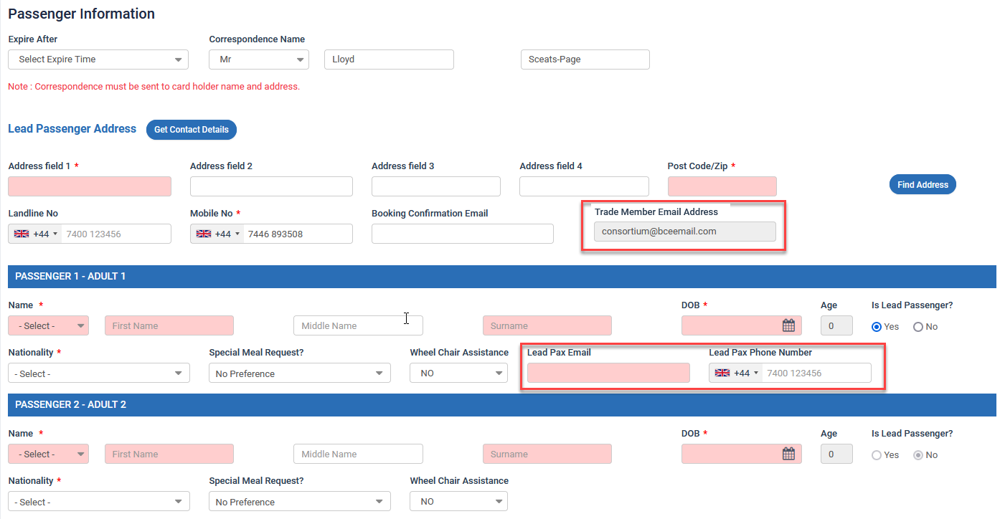 Passenger Information
Expire After Correspondence Name
Select Expire Time Mr Lloyd Sceats-Page
Note : Correspondence must be sent to card holder name and address.
Lead Passenger Address Get Contact Details
Address field 1 * Address field 2 Address field 3 Address field 4 Post Code/Zip *
Find Address
Landline No Mobile No * Booking Confirmation Email Trade Member Email Address
+44 7400 123456 +44 7446 893508 consortium@bceemail.com
PASSENGER 1 - ADULT 1
Name * DOB * Age Is Lead Passenger?
- Select - First Name Middle Name Surname 0 Yes No
Nationality * Special Meal Request? Wheel Chair Assistance Lead Pax Email Lead Pax Phone Number
- Select - No Preference NO +44 7400 123456
PASSENGER 2 - ADULT 2
Name * DOB * Age Is Lead Passenger?
- Select - First Name Middle Name Surname 0 Yes No
Nationality * Special Meal Request? Wheel Chair Assistance
- Select - No Preference NO